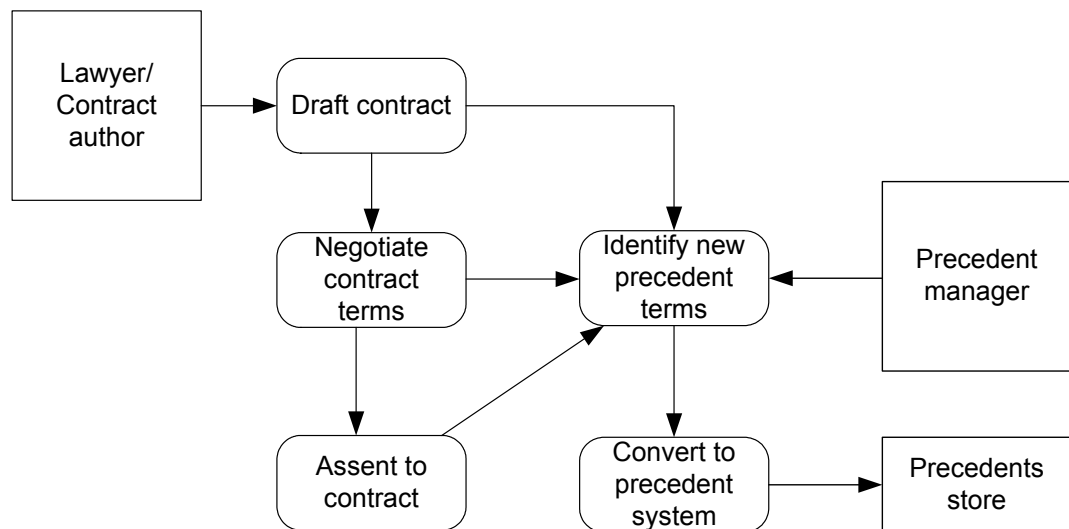 Lawyer/
Contract
author
Draft contract
Negotiate
contract
terms
Identify new
precedent
terms
Precedent
manager
Assent to
contract
Convert to
precedent
system
Precedents
store